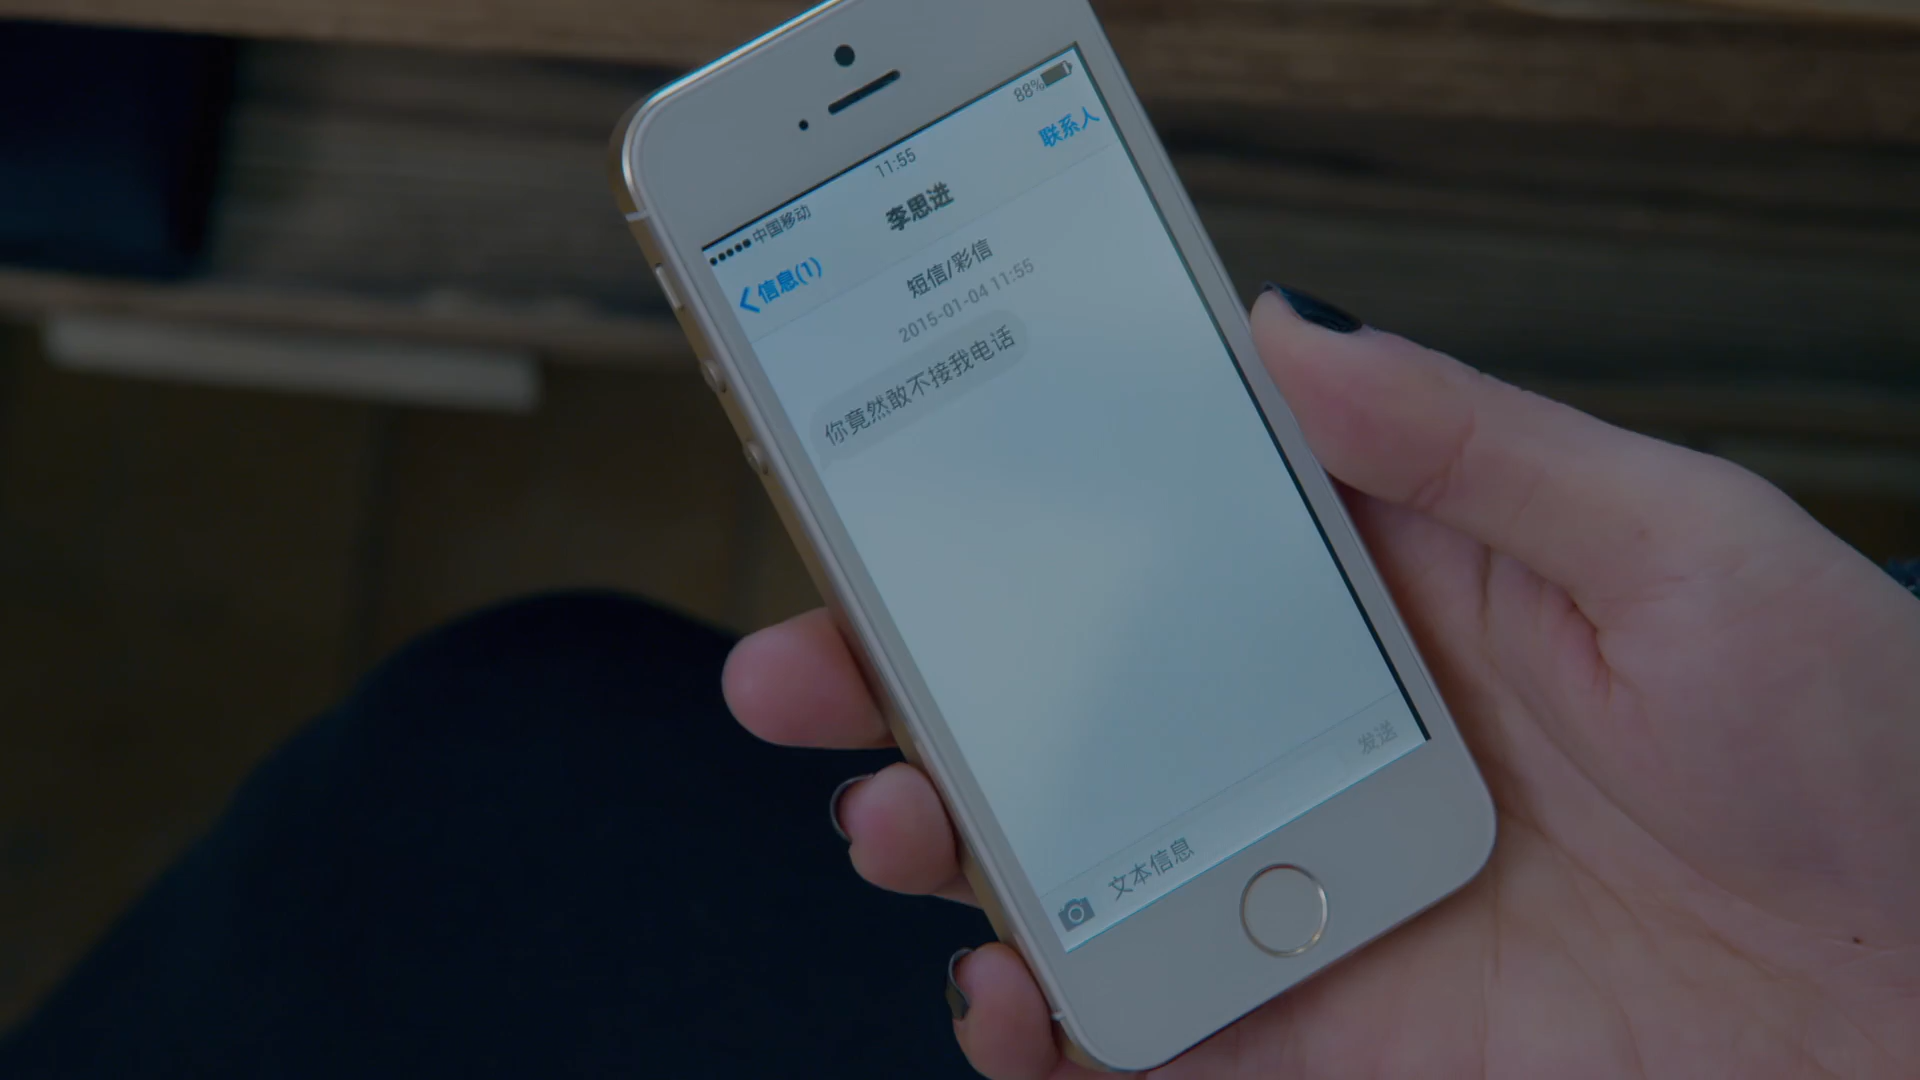 中国移动 11:55 88%
信息(1) 李思进 联系人
短信/彩信
2015-01-04 11:55
你竟然敢不接我电话
文本信息 发送